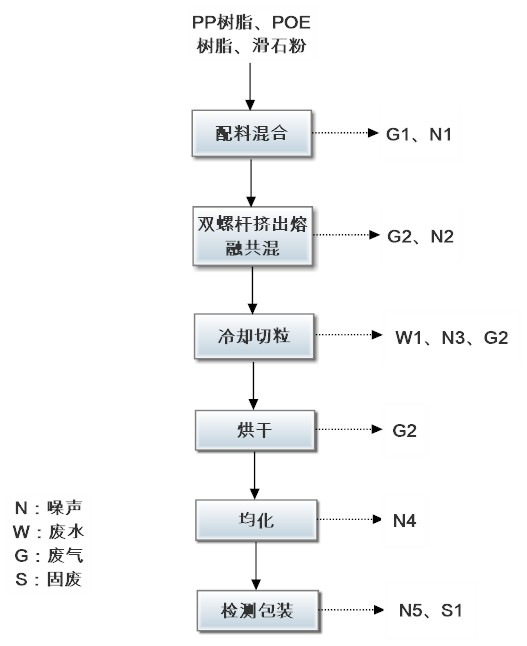 PP树脂、POE
树脂、滑石粉
配料混合
G1、N1
双螺杆挤出熔
融共混
G2、N2
冷却切粒
W1、N3、G2
烘干
G2
均化
N4
检测包装
N5、S1
N：噪声
W：废水
G：废气
S：固废